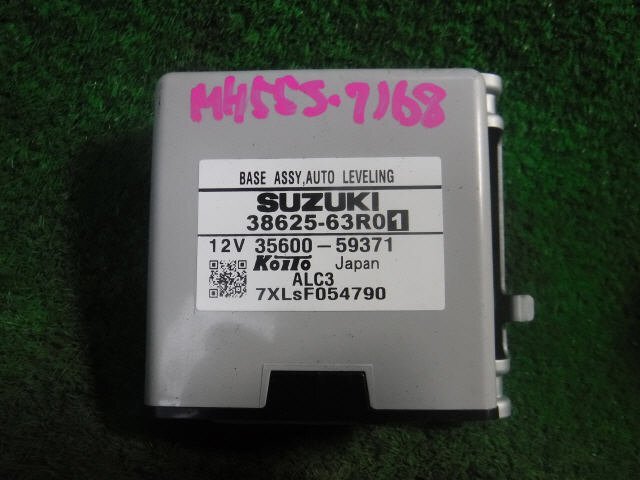 MH55S-7168
BASE ASSY,AUTO LEVELING
SUZUKI
38625-63R01
12V 35600-59371
KOITO Japan
ALC3
7XLsF054790